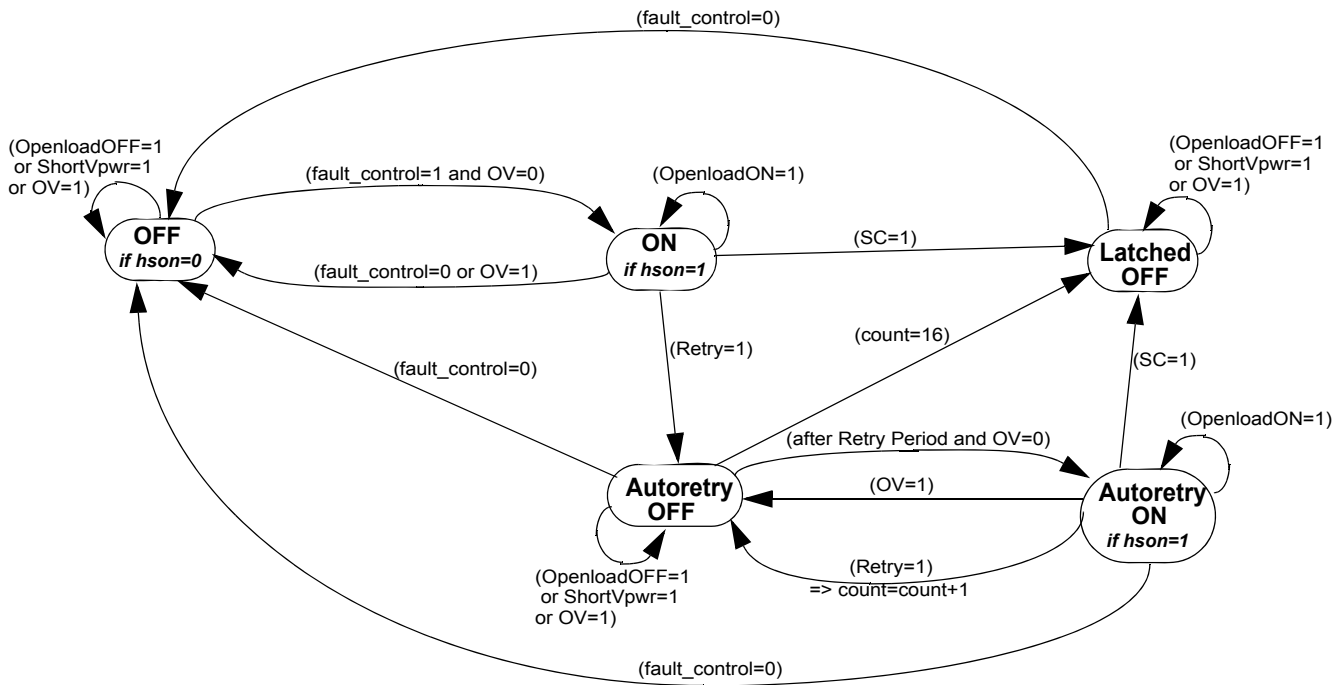 (fault_control=0)
(OpenloadOFF=1
or ShortVpwr=1
or OV=1)
(fault_control=1 and OV=0)
(OpenloadON=1)
(OpenloadOFF=1
or ShortVpwr=1
or OV=1)
OFF
if hson=0
ON
if hson=1
(SC=1)
Latched
OFF
(fault_control=0 or OV=1)
(count=16)
(Retry=1)
(SC=1)
(fault_control=0)
(OpenloadON=1)
(after Retry Period and OV=0)
Autoretry
OFF
(OV=1)
Autoretry
ON
if hson=1
(Retry=1)
=> count=count+1
(OpenloadOFF=1
or ShortVpwr=1
or OV=1)
(fault_control=0)